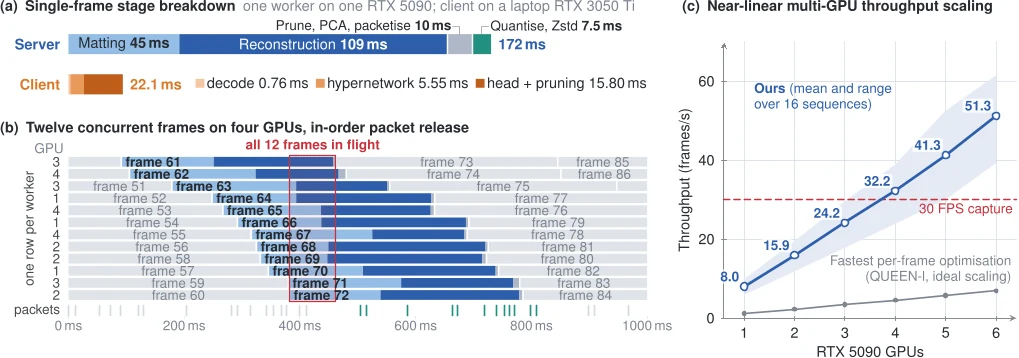 (a) Single-frame stage breakdown one worker on one RTX 5090; client on a laptop RTX 3050 Ti
Prune, PCA, packetise 10 ms
Quantise, Zstd 7.5 ms
Server
Matting 45 ms
Reconstruction 109 ms
172 ms
Client
22.1 ms
decode 0.76 ms
hypernetwork 5.55 ms
head + pruning 15.80 ms
(b) Twelve concurrent frames on four GPUs, in-order packet release
GPU
all 12 frames in flight
one row per worker
3 frame 61 frame 73 frame 85
4 frame 62 frame 74 frame 86
3 frame 51 frame 63 frame 75
1 frame 52 frame 64 frame 77
4 frame 53 frame 65 frame 76
1 frame 54 frame 66 frame 79
4 frame 55 frame 67 frame 78
2 frame 56 frame 68 frame 81
2 frame 58 frame 69 frame 80
1 frame 57 frame 70 frame 82
3 frame 59 frame 71 frame 83
2 frame 60 frame 72 frame 84
packets
0 ms 200 ms 400 ms 600 ms 800 ms 1000 ms
(c) Near-linear multi-GPU throughput scaling
Throughput (frames/s)
60
40
20
0
Ours (mean and range
over 16 sequences)
51.3
41.3
32.2
24.2
15.9
8.0
30 FPS capture
Fastest per-frame optimisation
(QUEEN-l, ideal scaling)
1 2 3 4 5 6
RTX 5090 GPUs